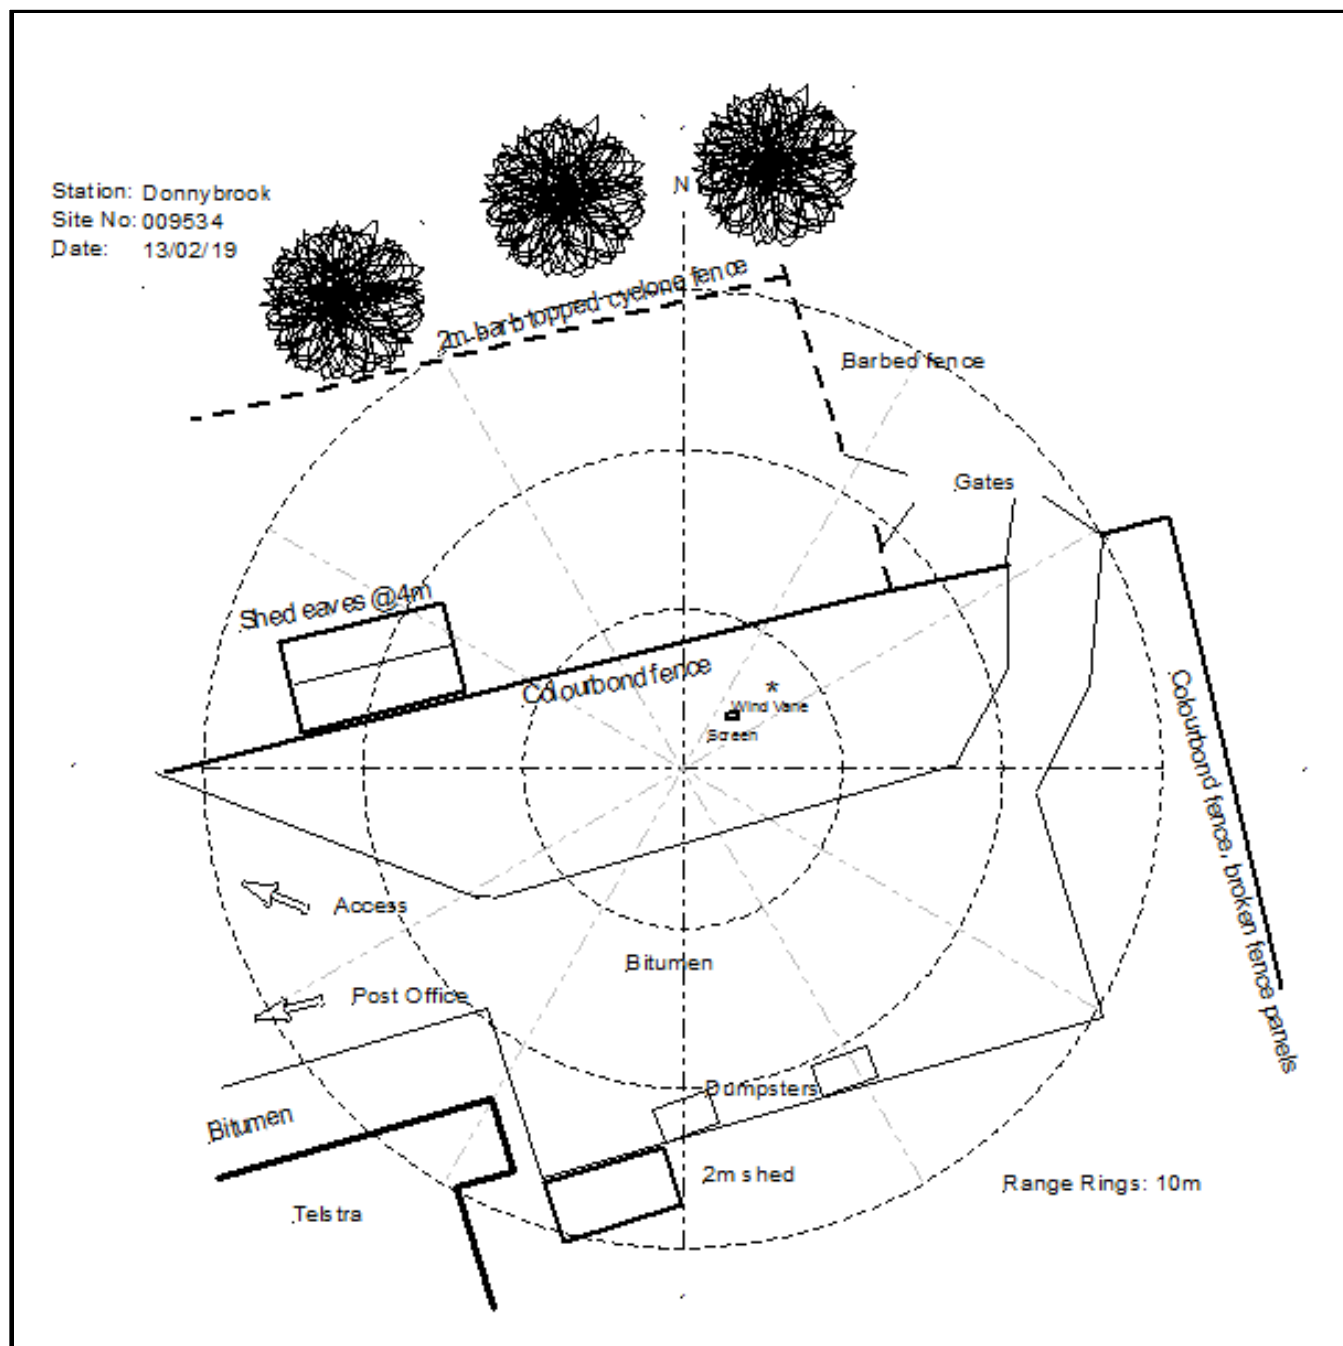 Station: Donnybrook
Site No: 009534
Date: 13/02/19
N
2m barb topped cyclone fence
Barbed fence
Gates
Shed eaves @4m
Colourbond fence
*
Wind Vane
Screen
Colourbond fence, broken fence panels
Access
Bitumen
Post Office
Dumpsters
Bitumen
2m shed
Range Rings: 10m
Telstra